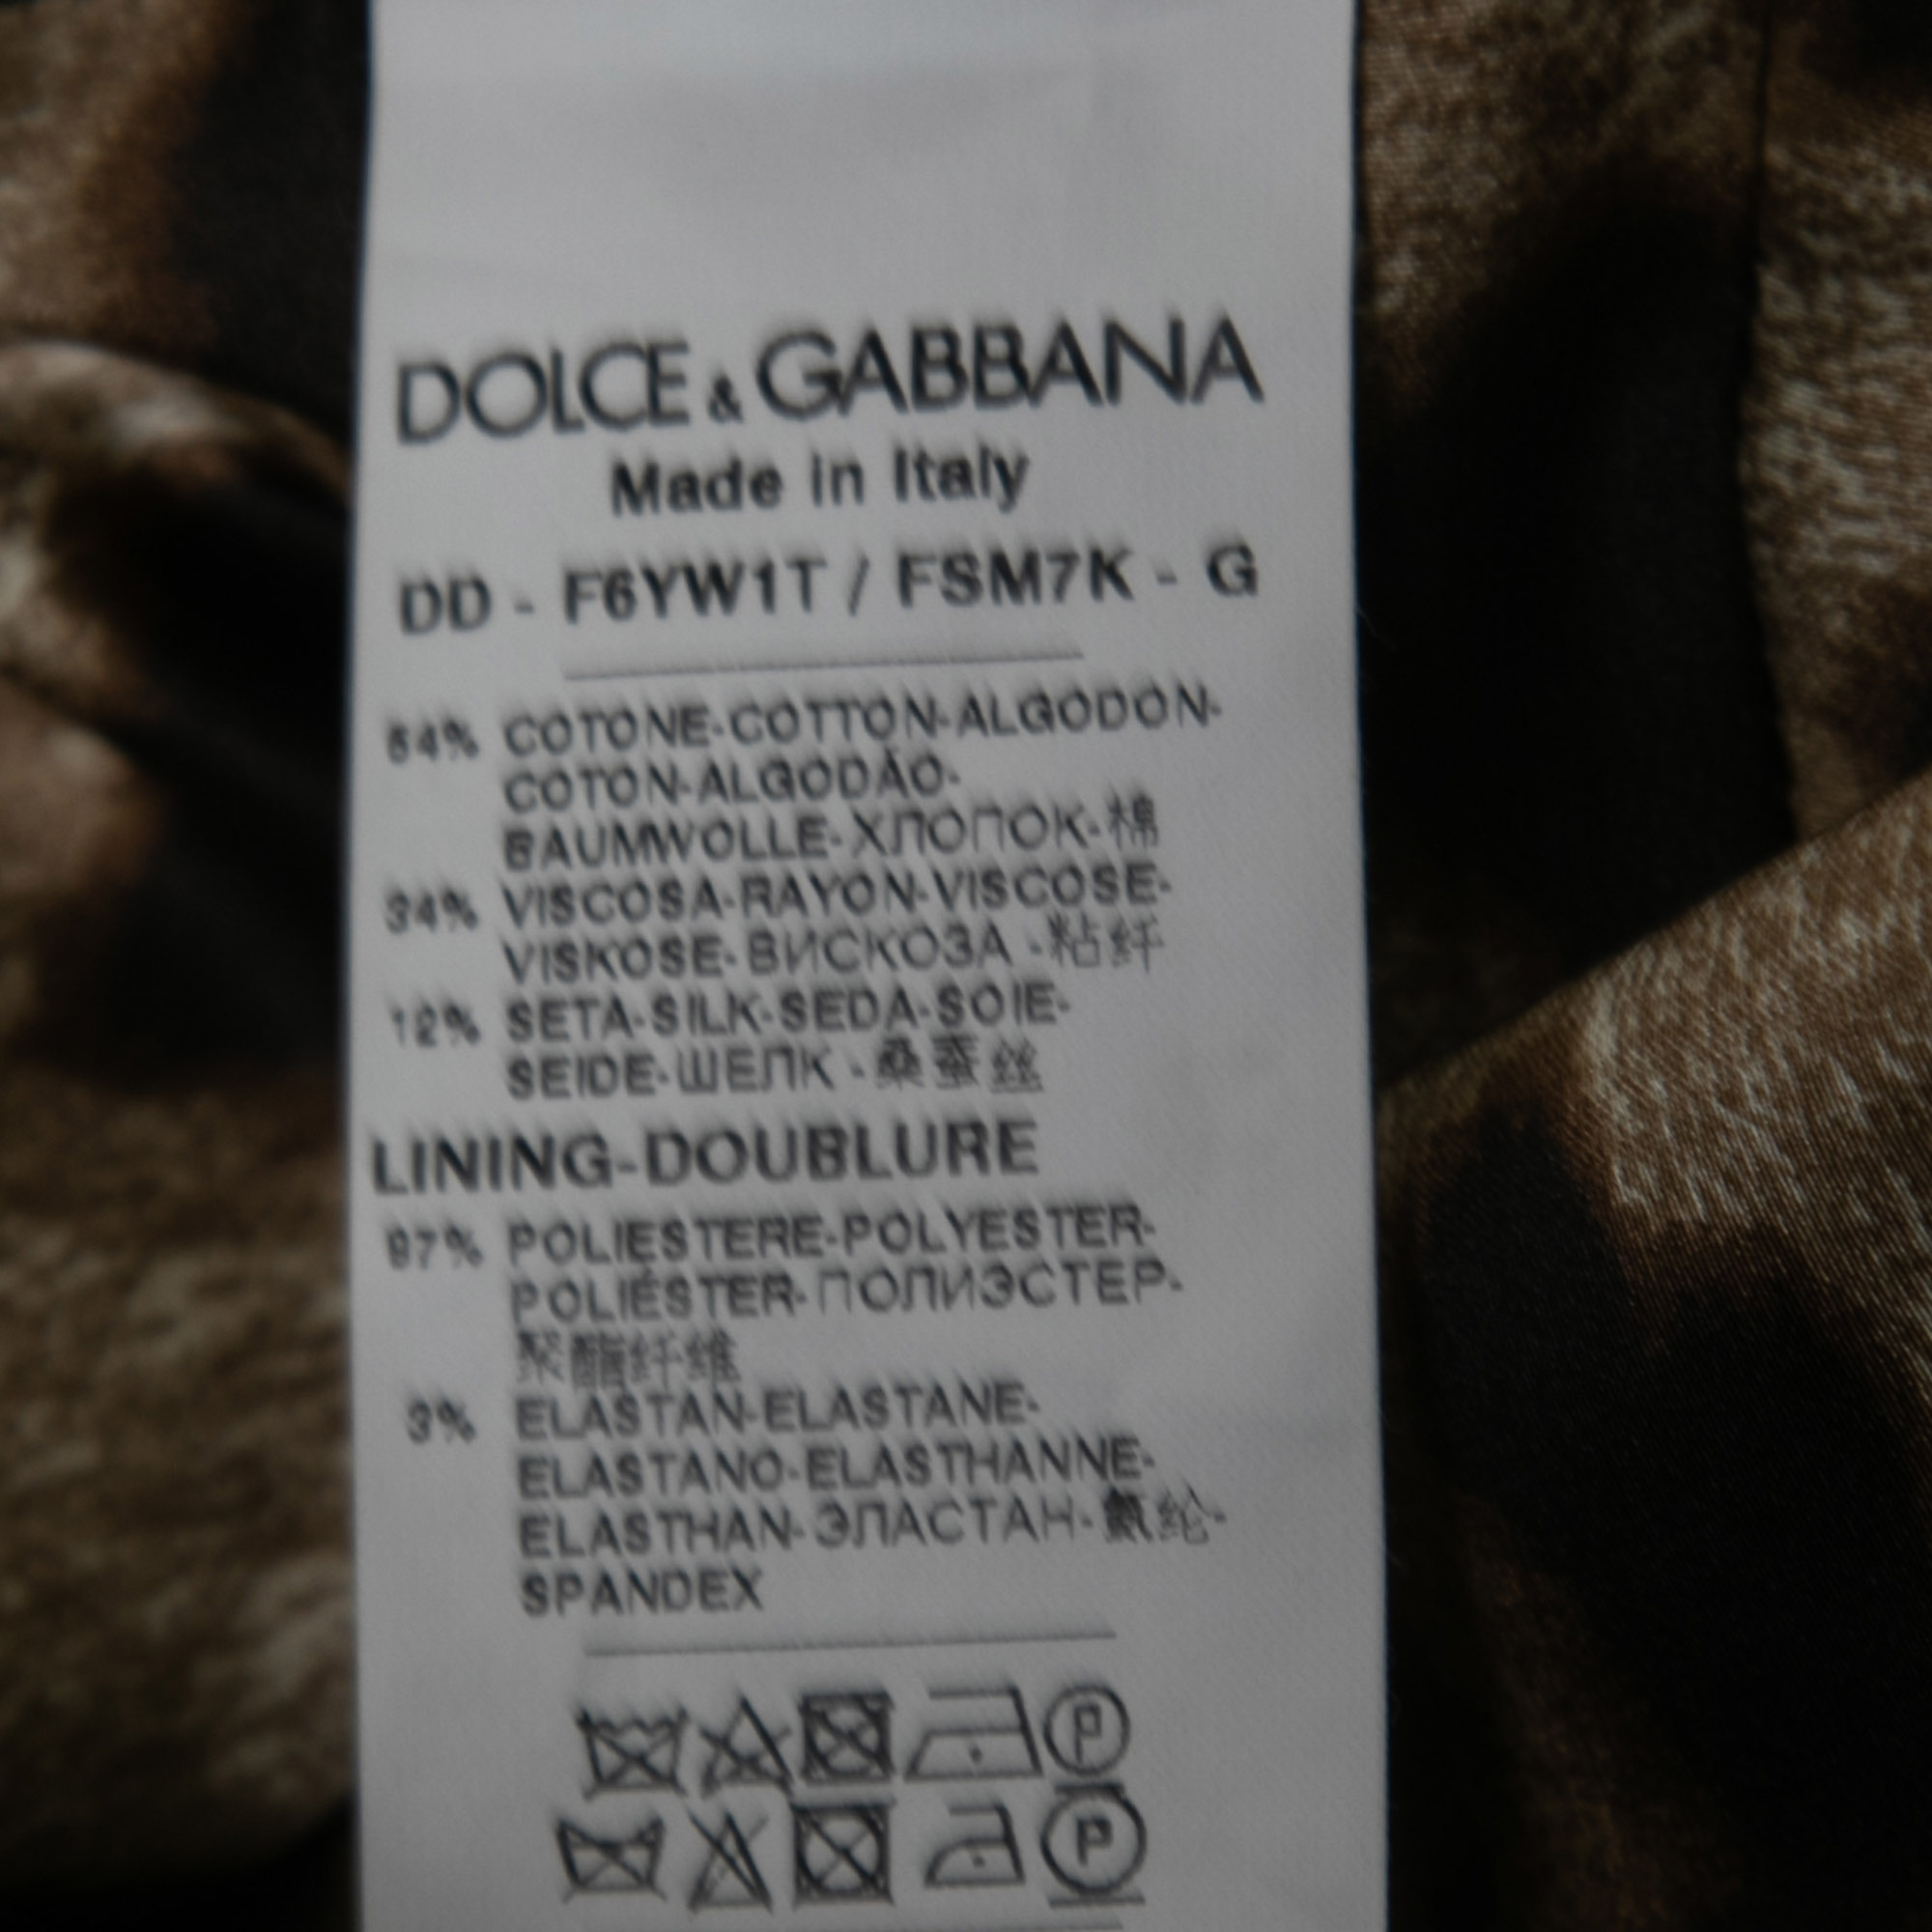 DOLCE & GABBANA
Made in Italy
DD - F6YW1T / FSM7K - G
54% COTONE-COTTON-ALGODON-
COTON-ALGODÃO-
BAUMWOLLE-ХЛОПОК-棉
34% VISCOSA-RAYON-VISCOSE-
VISKOSE-ВИСКОЗА -粘纤
12% SETA-SILK-SEDA-SOIE-
SEIDE-ШЕЛК -桑蚕丝
LINING-DOUBLURE
97% POLIESTERE-POLYESTER-
POLIÉSTER-ПОЛИЭСТЕР-
聚酯纤维
3% ELASTAN-ELASTANE-
ELASTANO-ELASTHANNE-
ELASTHAN-ЭЛАСТАН-氨纶-
SPANDEX
P
P